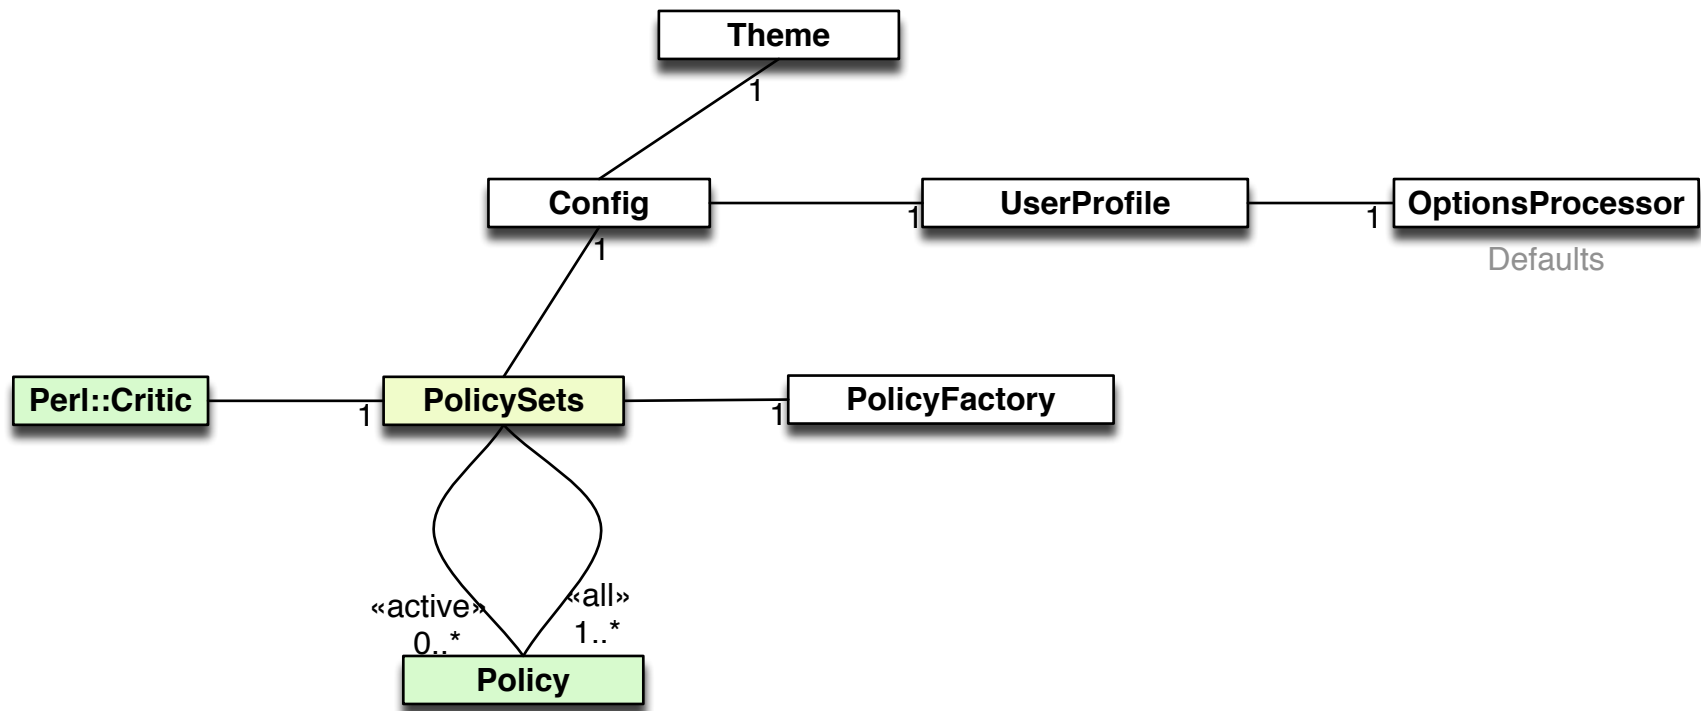 Theme
1
Config
1
UserProfile
1
OptionsProcessor
1
Defaults
Perl::Critic
1
PolicySets
1
PolicyFactory
«active»
0..*
«all»
1..*
Policy